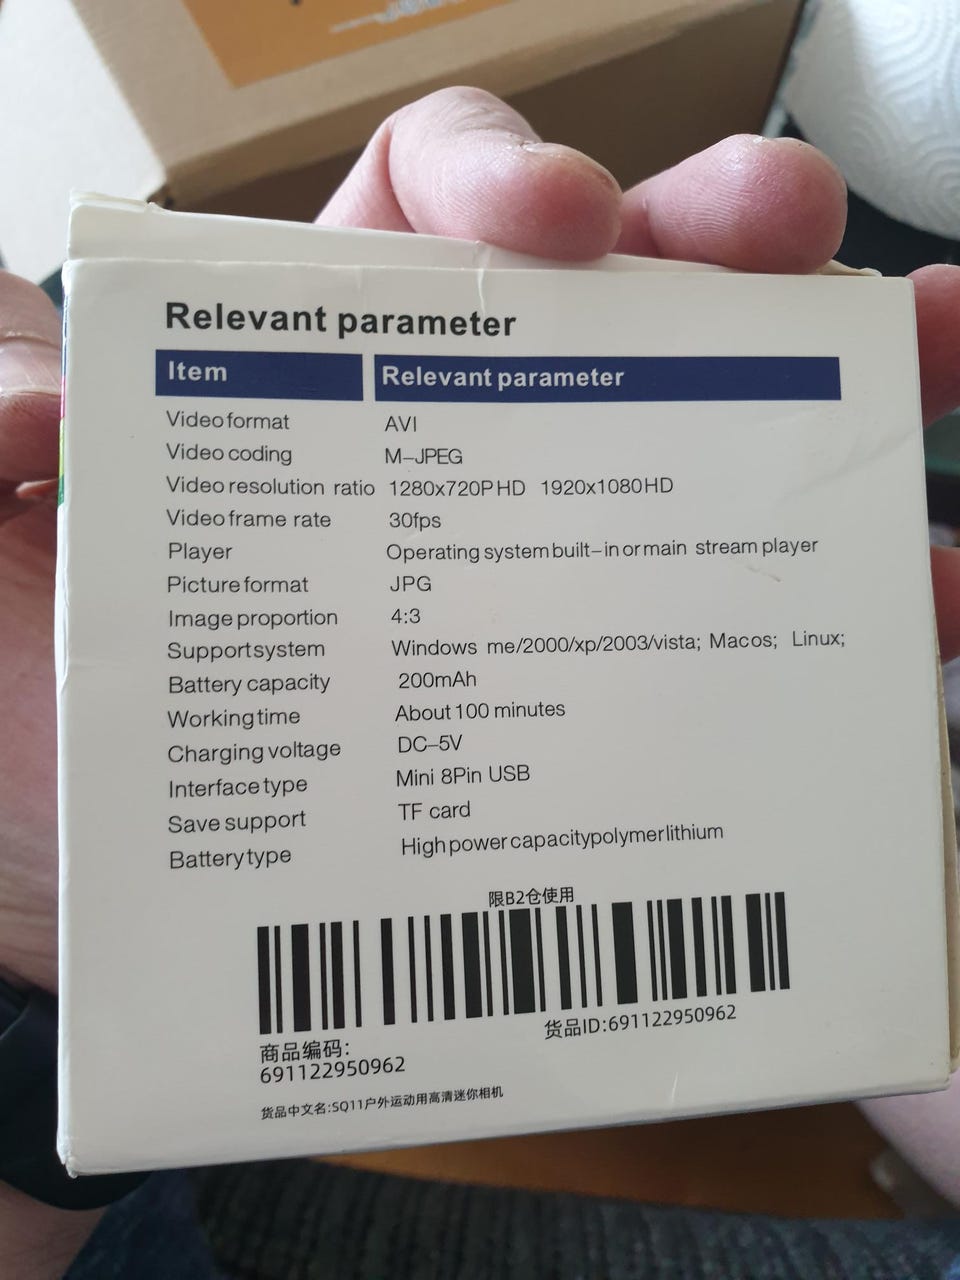 Relevant parameter
Item Relevant parameter
Video format AVI
Video coding M-JPEG
Video resolution ratio 1280x720P HD 1920x1080HD
Video frame rate 30fps
Player Operating system built-in or main stream player
Picture format JPG
Image proportion 4:3
Support system Windows me/2000/xp/2003/vista; Macos; Linux;
Battery capacity 200mAh
Working time About 100 minutes
Charging voltage DC-5V
Interface type Mini 8Pin USB
Save support TF card
Battery type High power capacity polymer lithium
限B2仓使用
商品编码:
691122950962
货品ID:691122950962
货品中文名:SQ11户外运动用高清迷你相机